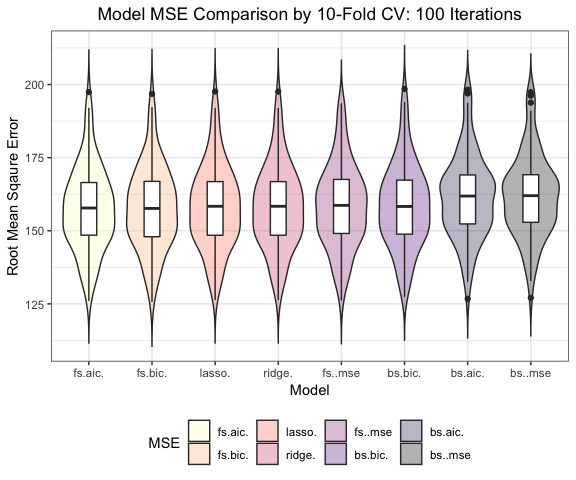 Model MSE Comparison by 10-Fold CV: 100 Iterations
Root Mean Sqaure Error
200
175
150
125
fs.aic. fs.bic. lasso. ridge. fs..mse bs.bic. bs.aic. bs..mse
Model
MSE
fs.aic. lasso. fs..mse bs.aic.
fs.bic. ridge. bs.bic. bs..mse